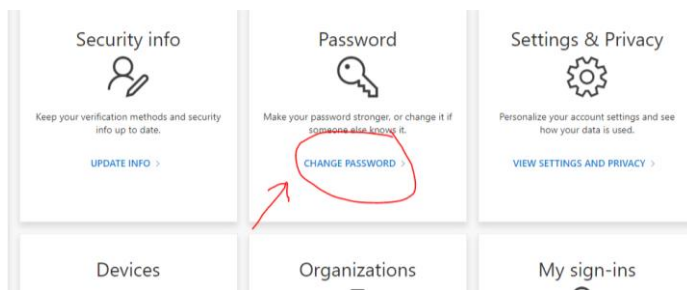 Security info
Keep your verification methods and security
info up to date.
UPDATE INFO >
Password
Make your password stronger, or change it if
someone else knows it.
CHANGE PASSWORD >
Settings & Privacy
Personalize your account settings and see
how your data is used.
VIEW SETTINGS AND PRIVACY >
Devices
Organizations
My sign-ins